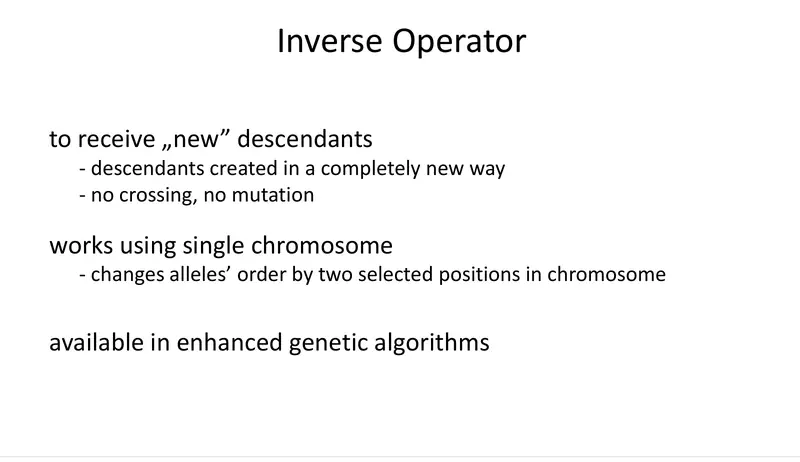 Inverse Operator
to receive „new” descendants
- descendants created in a completely new way
- no crossing, no mutation
works using single chromosome
- changes alleles’ order by two selected positions in chromosome
available in enhanced genetic algorithms